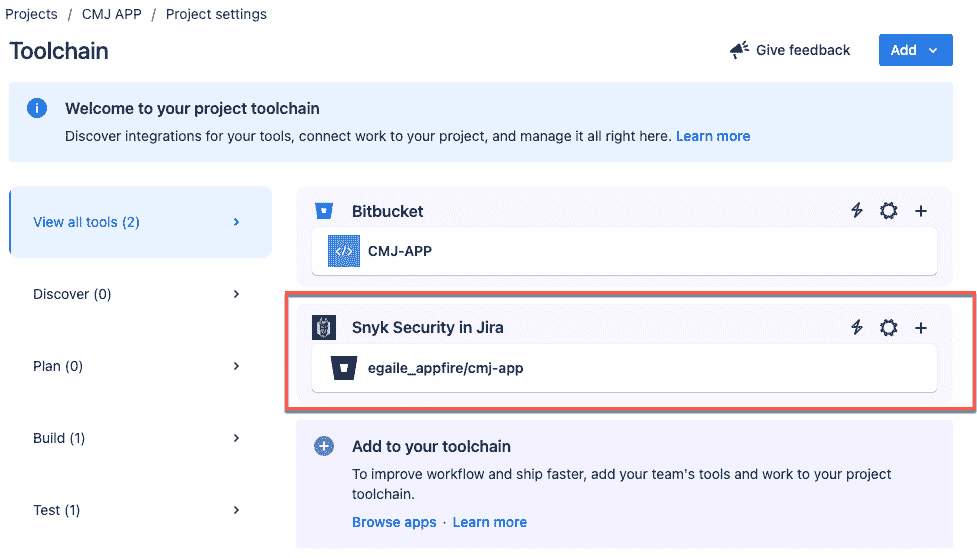 Projects / CMJ APP / Project settings
Toolchain
Give feedback
Add
Welcome to your project toolchain
Discover integrations for your tools, connect work to your project, and manage it all right here. Learn more
View all tools (2)
Discover (0)
Plan (0)
Build (1)
Test (1)
Bitbucket
CMJ-APP
Snyk Security in Jira
egaile_appfire/cmj-app
Add to your toolchain
To improve workflow and ship faster, add your team's tools and work to your project
toolchain.
Browse apps · Learn more